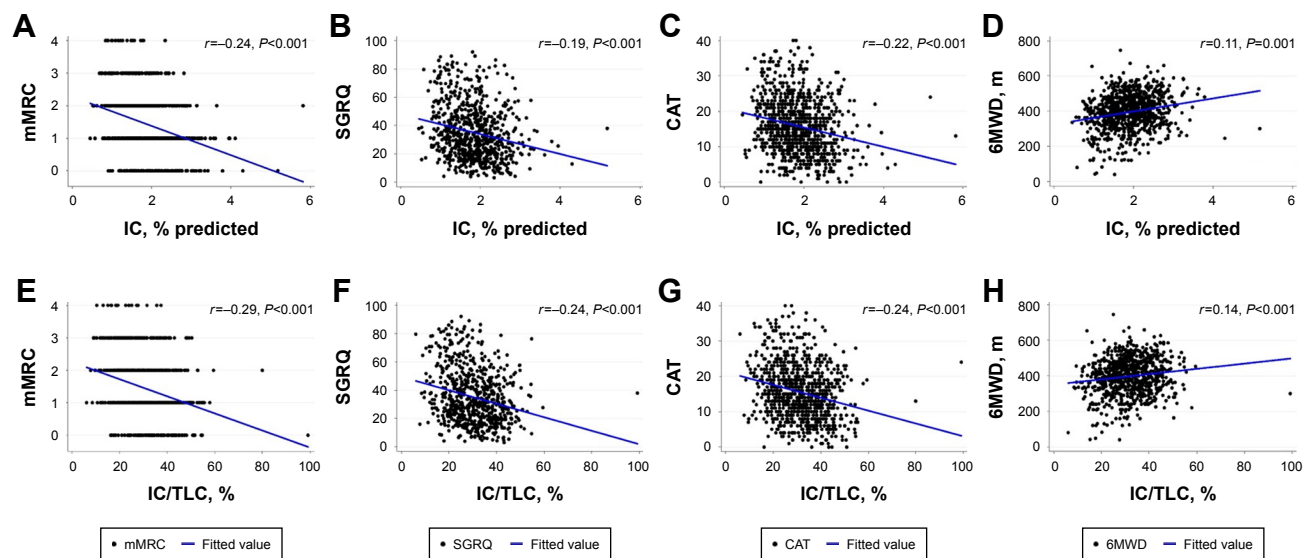 A
r=–0.24, P<0.001
mMRC
4
3
2
1
0
0 2 4 6
IC, % predicted
B
r=–0.19, P<0.001
SGRQ
100
80
60
40
20
0
0 2 4 6
IC, % predicted
C
r=–0.22, P<0.001
CAT
40
30
20
10
0
0 2 4 6
IC, % predicted
D
r=0.11, P=0.001
6MWD, m
800
600
400
200
0
0 2 4 6
IC, % predicted
E
r=–0.29, P<0.001
mMRC
4
3
2
1
0
0 20 40 60 80 100
IC/TLC, %
mMRC Fitted value
F
r=–0.24, P<0.001
SGRQ
100
80
60
40
20
0
0 20 40 60 80 100
IC/TLC, %
SGRQ Fitted value
G
r=–0.24, P<0.001
CAT
40
30
20
10
0
0 20 40 60 80 100
IC/TLC, %
CAT Fitted value
H
r=0.14, P<0.001
6MWD, m
800
600
400
200
0
0 20 40 60 80 100
IC/TLC, %
6MWD Fitted value